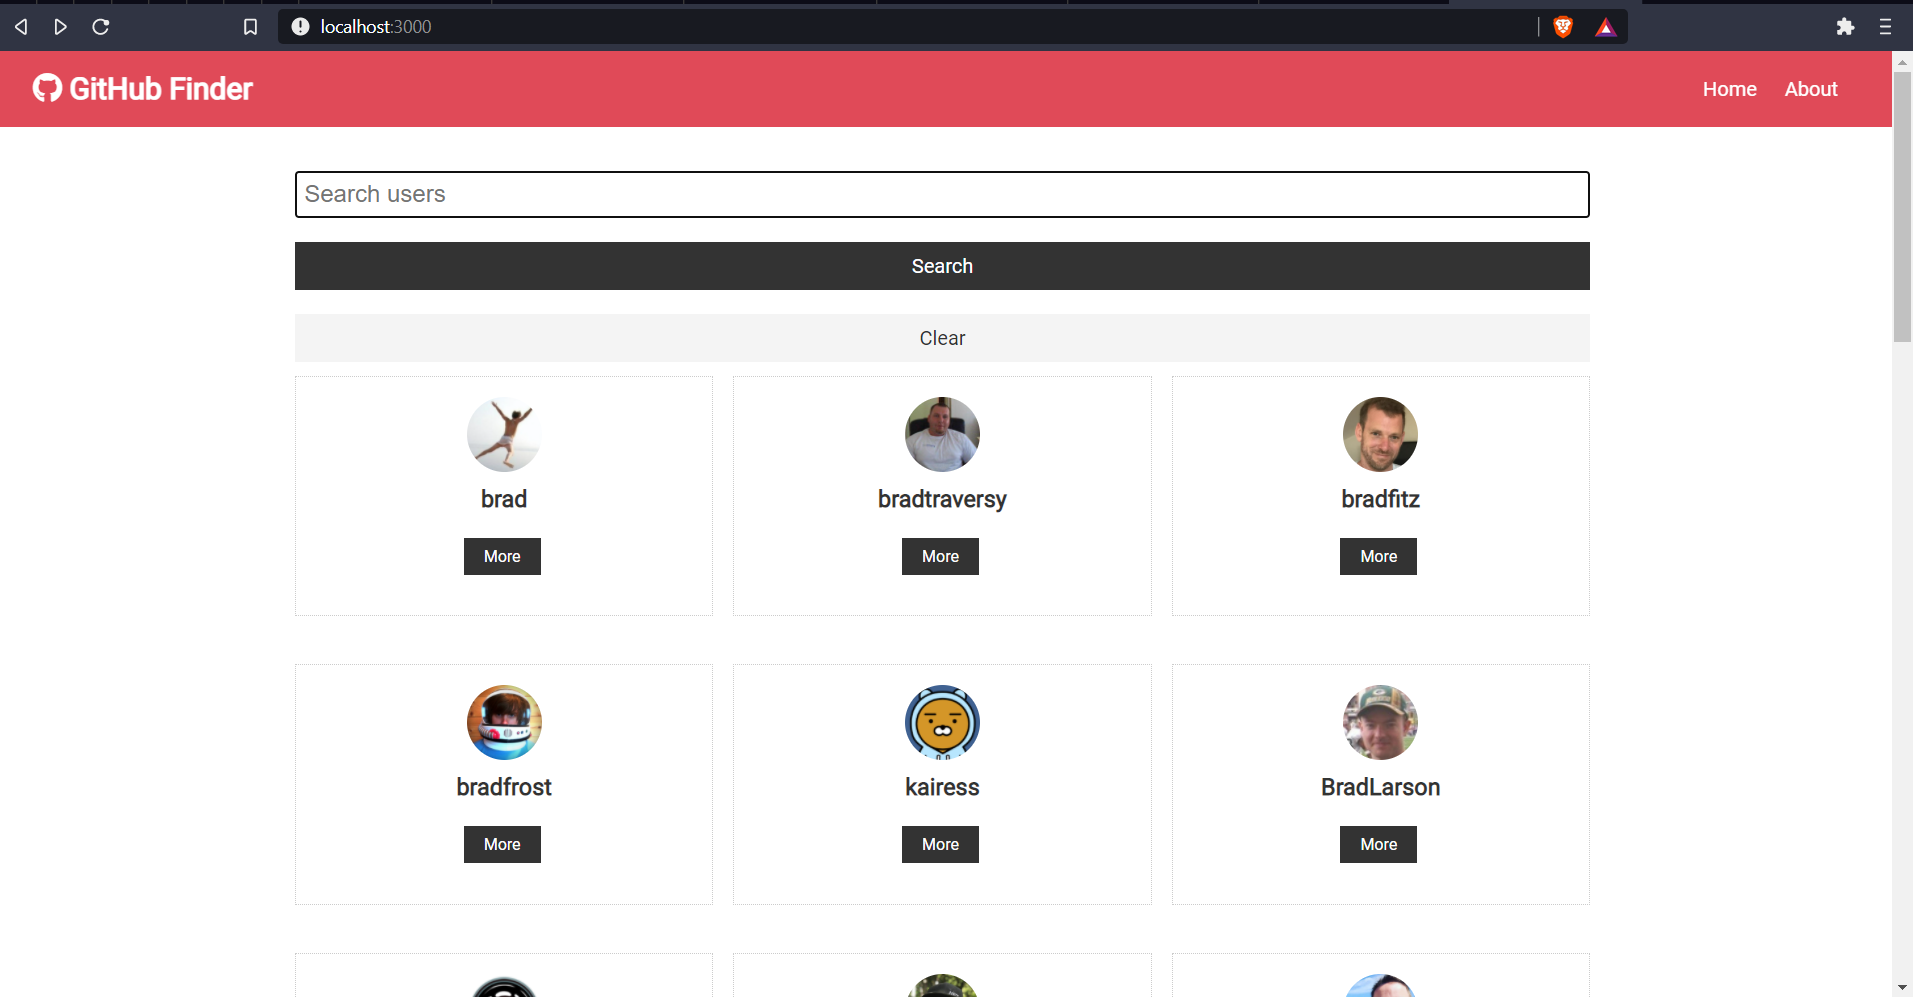 localhost:3000
GitHub Finder
Home About
Search users
Search
Clear
brad bradtraversy bradfitz
More More More
bradfrost kairess BradLarson
More More More